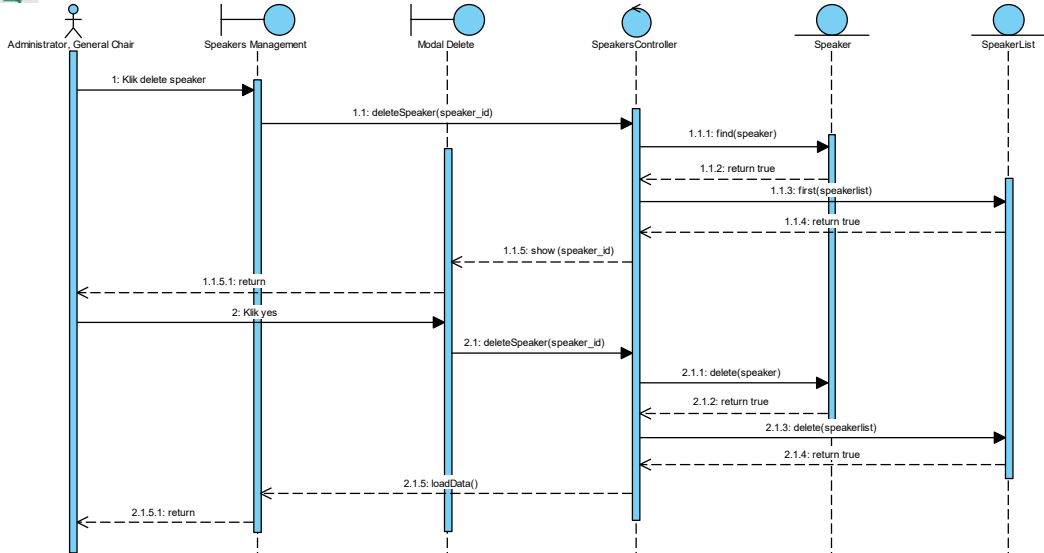 Administrator, General Chair
Speakers Management
Modal Delete
SpeakersController
Speaker
SpeakerList
1: Klik delete speaker
1.1: deleteSpeaker(speaker_id)
1.1.1: find(speaker)
1.1.2: return true
1.1.3: first(speakerlist)
1.1.4: return true
1.1.5: show (speaker_id)
1.1.5.1: return
2: Klik yes
2.1: deleteSpeaker(speaker_id)
2.1.1: delete(speaker)
2.1.2: return true
2.1.3: delete(speakerlist)
2.1.4: return true
2.1.5: loadData()
2.1.5.1: return